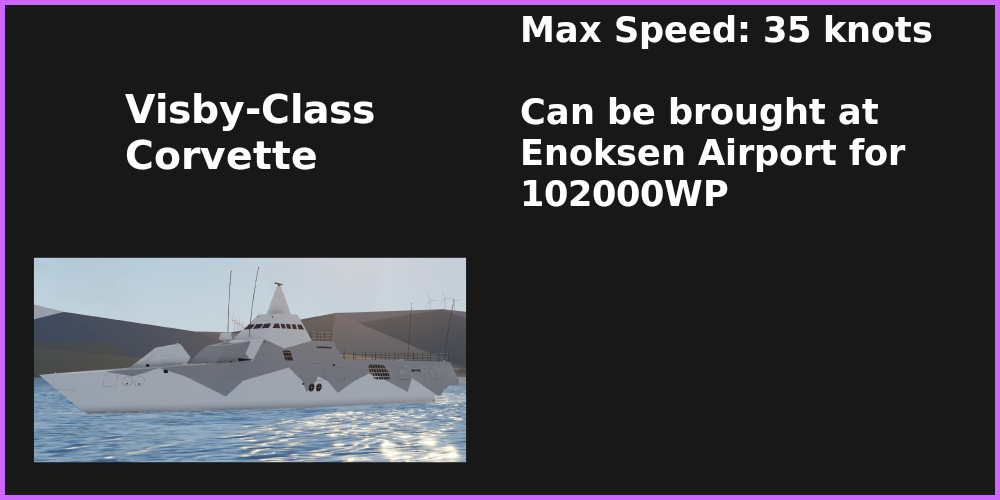 Visby-Class
Corvette
Max Speed: 35 knots
Can be brought at
Enoksen Airport for
102000WP